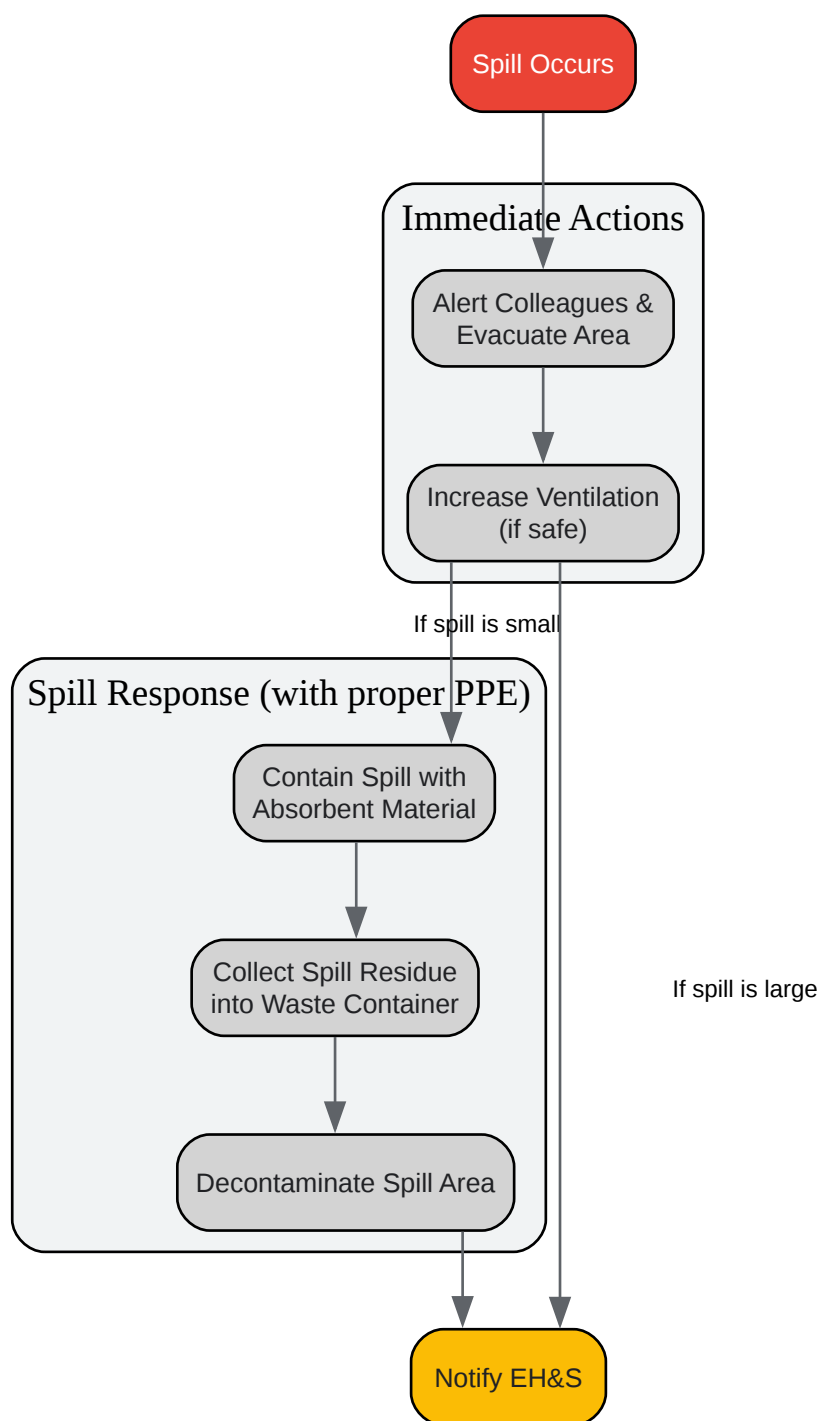 Spill Occurs
Immediate Actions
Alert Colleagues &
Evacuate Area
Increase Ventilation
(if safe)
If spill is small
Spill Response (with proper PPE)
Contain Spill with
Absorbent Material
Collect Spill Residue
into Waste Container
If spill is large
Decontaminate Spill Area
Notify EH&S